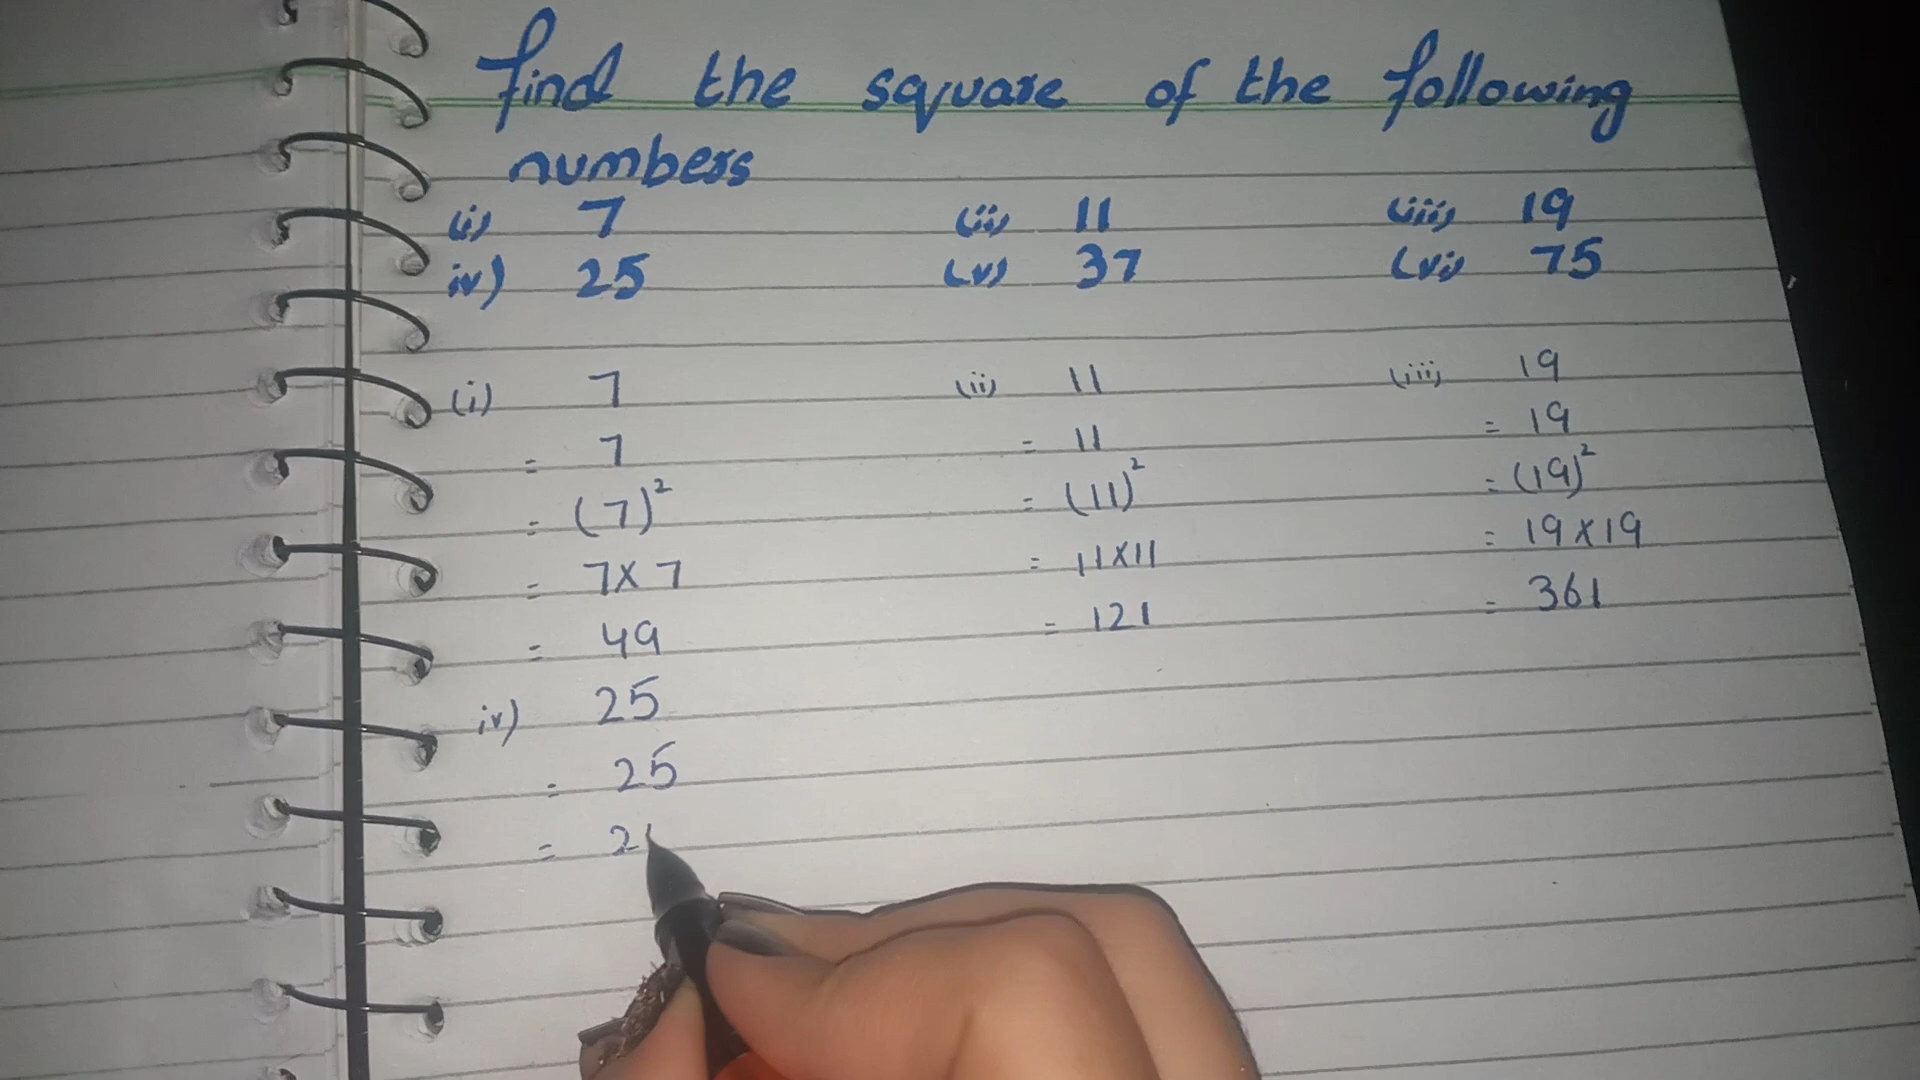 find the square of the following
numbers
(i) 7 (ii) 11 (iii) 19
iv) 25 (v) 37 (vi) 75
(i) 7 (ii) 11 (iii) 19
= 7 = 11 = 19
= (7)² = (11)² = (19)²
= 7×7 = 11×11 = 19×19
= 49 = 121 = 361
iv) 25
= 25
= 2